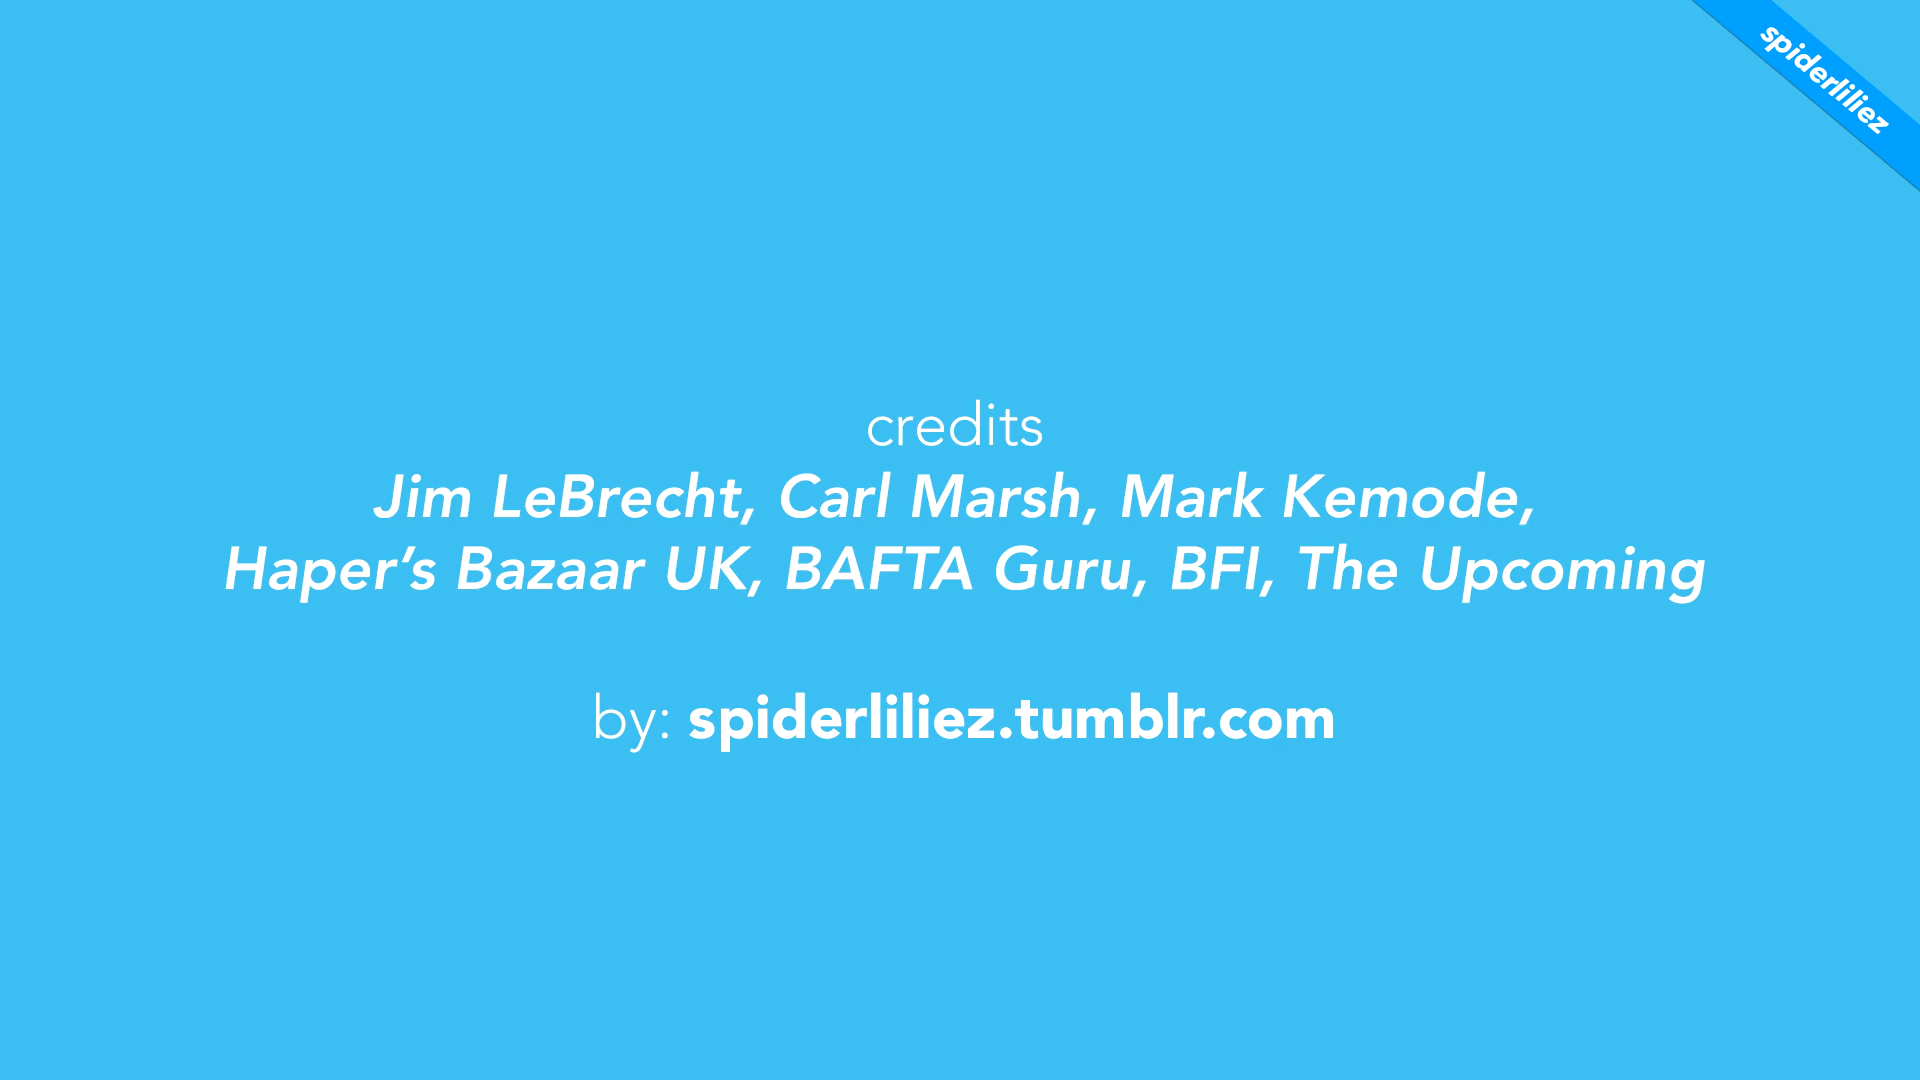 spiderliliez
credits
Jim LeBrecht, Carl Marsh, Mark Kemode,
Haper‘s Bazaar UK, BAFTA Guru, BFI, The Upcoming
by: spiderliliez.tumblr.com